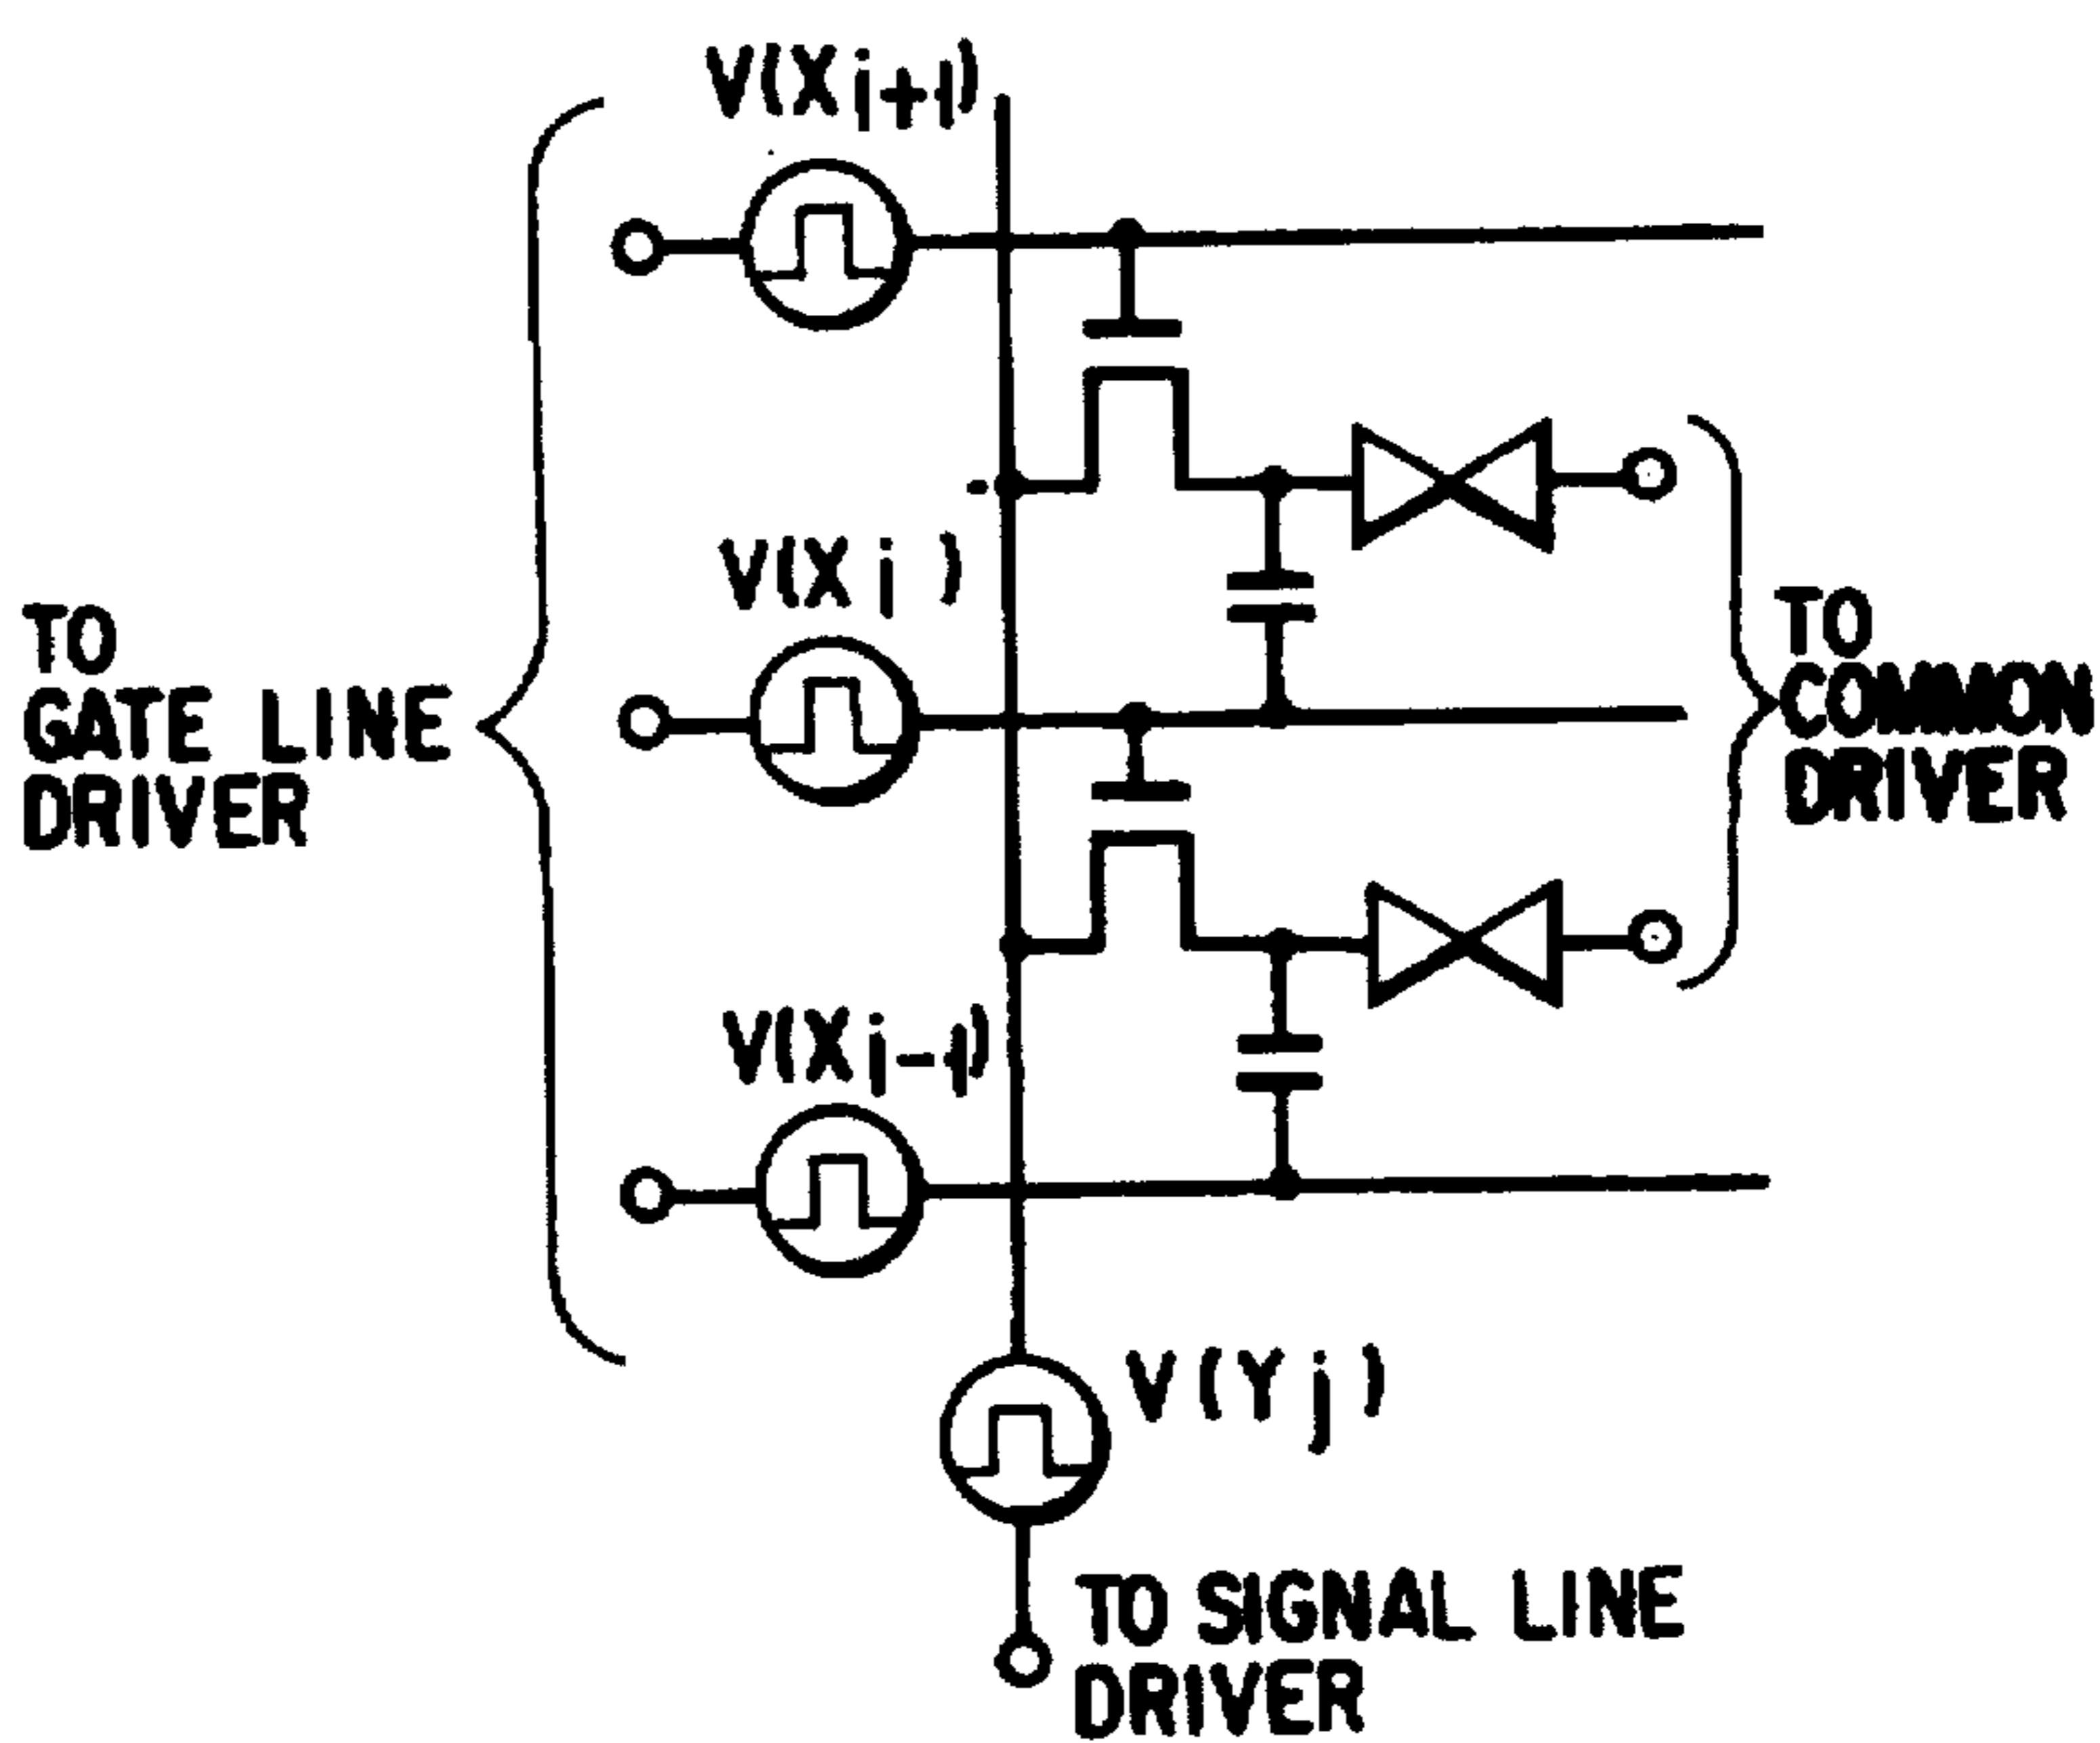 V(Xi+1)
V(Xi )
TO
GATE LINE
DRIVER
TO
COMMON
DRIVER
V(Xi-1)
V(Yj)
TO SIGNAL LINE
DRIVER